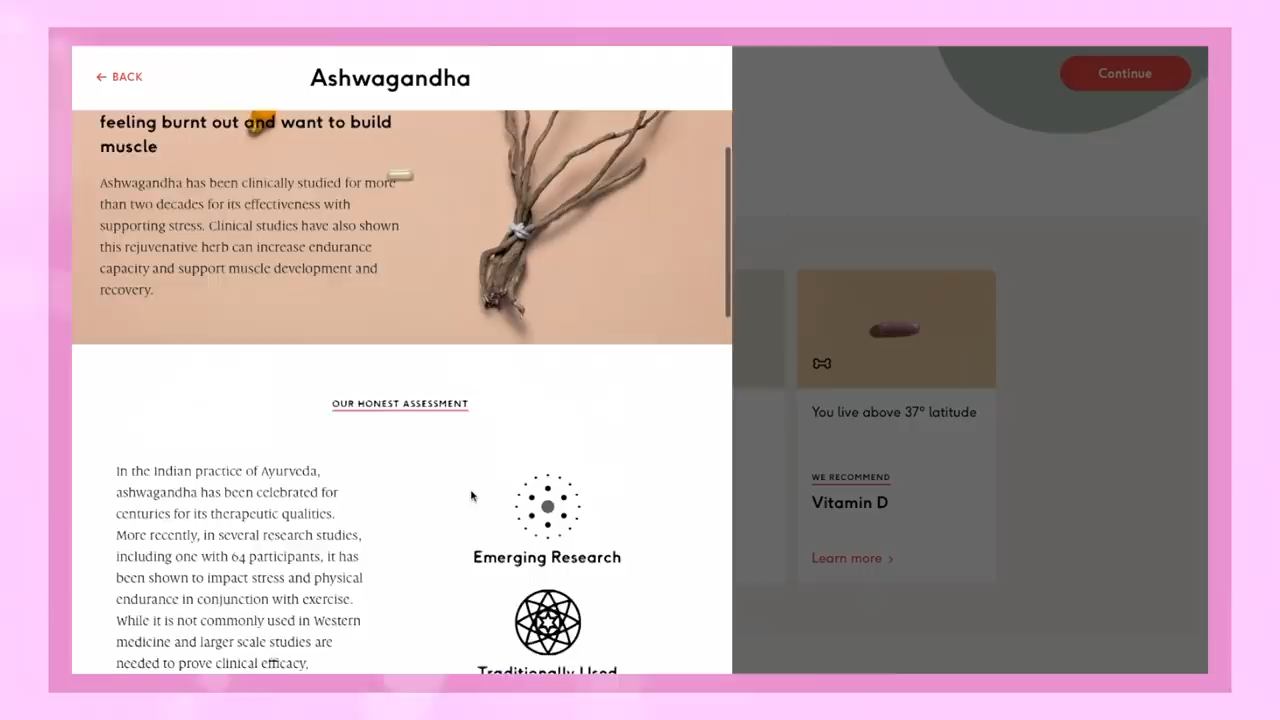 ← BACK
Ashwagandha
Continue
feeling burnt out and want to build
muscle
Ashwagandha has been clinically studied for more
than two decades for its effectiveness with
supporting stress. Clinical studies have also shown
this rejuvenative herb can increase endurance
capacity and support muscle development and
recovery.
OUR HONEST ASSESSMENT
In the Indian practice of Ayurveda,
ashwagandha has been celebrated for
centuries for its therapeutic qualities.
More recently, in several research studies,
including one with 64 participants, it has
been shown to impact stress and physical
endurance in conjunction with exercise.
While it is not commonly used in Western
medicine and larger scale studies are
needed to prove clinical efficacy,
Emerging Research
Traditionally Used
You live above 37° latitude
WE RECOMMEND
Vitamin D
Learn more >